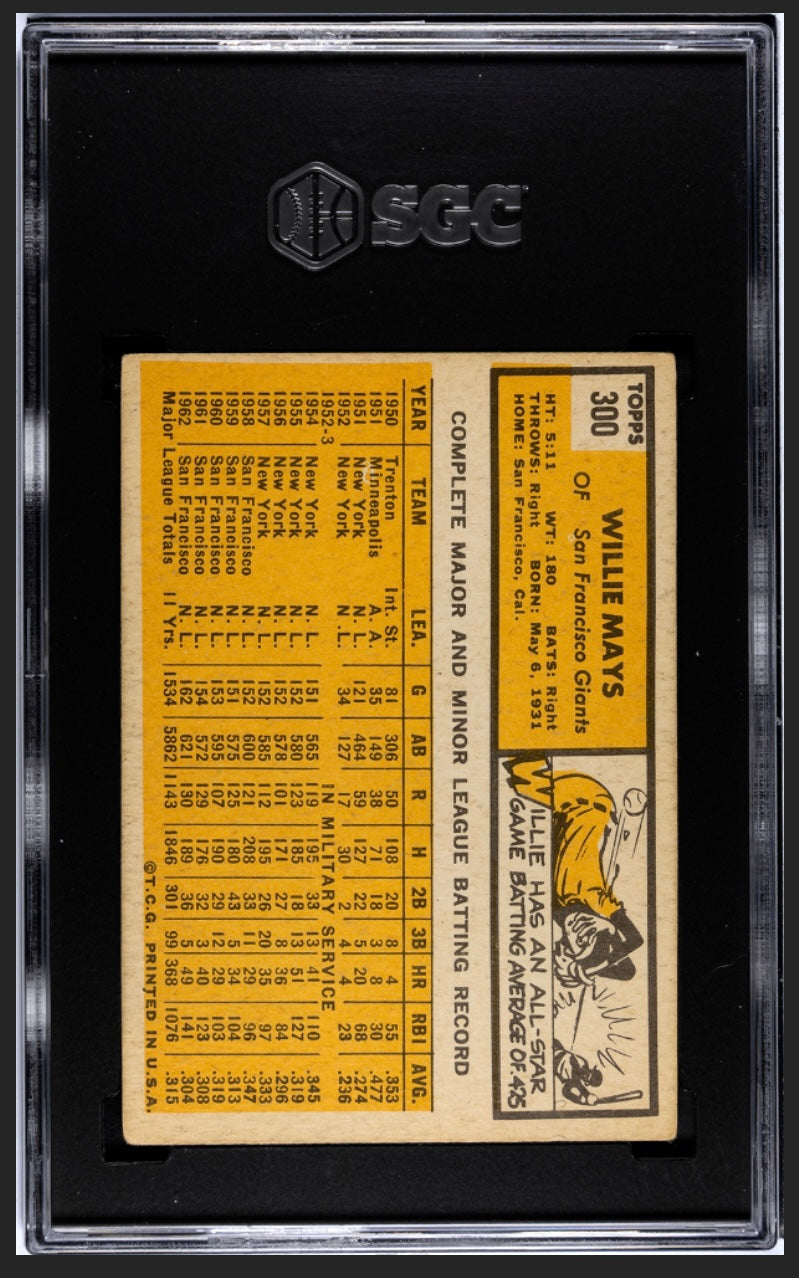 SGC
TOPPS
300
WILLIE MAYS
OF San Francisco Giants
HT: 5:11 WT: 180 BATS: Right
THROWS: Right BORN: May 6, 1931
HOME: San Francisco, Cal.
WILLIE HAS AN ALL-STAR
GAME BATTING AVERAGE OF .425
COMPLETE MAJOR AND MINOR LEAGUE BATTING RECORD
YEAR TEAM LEA. G AB R H 2B 3B HR RBI AVG.
1950 Trenton Int. St. 81 306 50 108 20 8 4 55 .353
1951 Minneapolis A. A. 35 149 38 71 18 3 8 30 .477
1951 New York N. L. 121 464 59 127 22 5 20 68 .274
1952 New York N. L. 34 127 17 30 2 4 4 23 .236
1952-3 IN MILITARY SERVICE
1954 New York N. L. 151 565 119 195 33 13 41 110 .345
1955 New York N. L. 152 580 123 185 18 13 51 127 .319
1956 New York N. L. 152 578 101 171 27 8 36 84 .296
1957 New York N. L. 152 585 112 195 26 20 35 97 .333
1958 San Francisco N. L. 152 600 121 208 33 11 29 96 .347
1959 San Francisco N. L. 151 575 125 180 43 5 34 104 .313
1960 San Francisco N. L. 153 595 107 190 29 12 29 103 .319
1961 San Francisco N. L. 154 572 129 176 32 3 40 123 .308
1962 San Francisco N. L. 162 621 130 189 36 5 49 141 .304
Major League Totals 11 Yrs. 1534 5862 1143 1846 301 99 368 1076 .315
©T.C.G. PRINTED IN U.S.A.